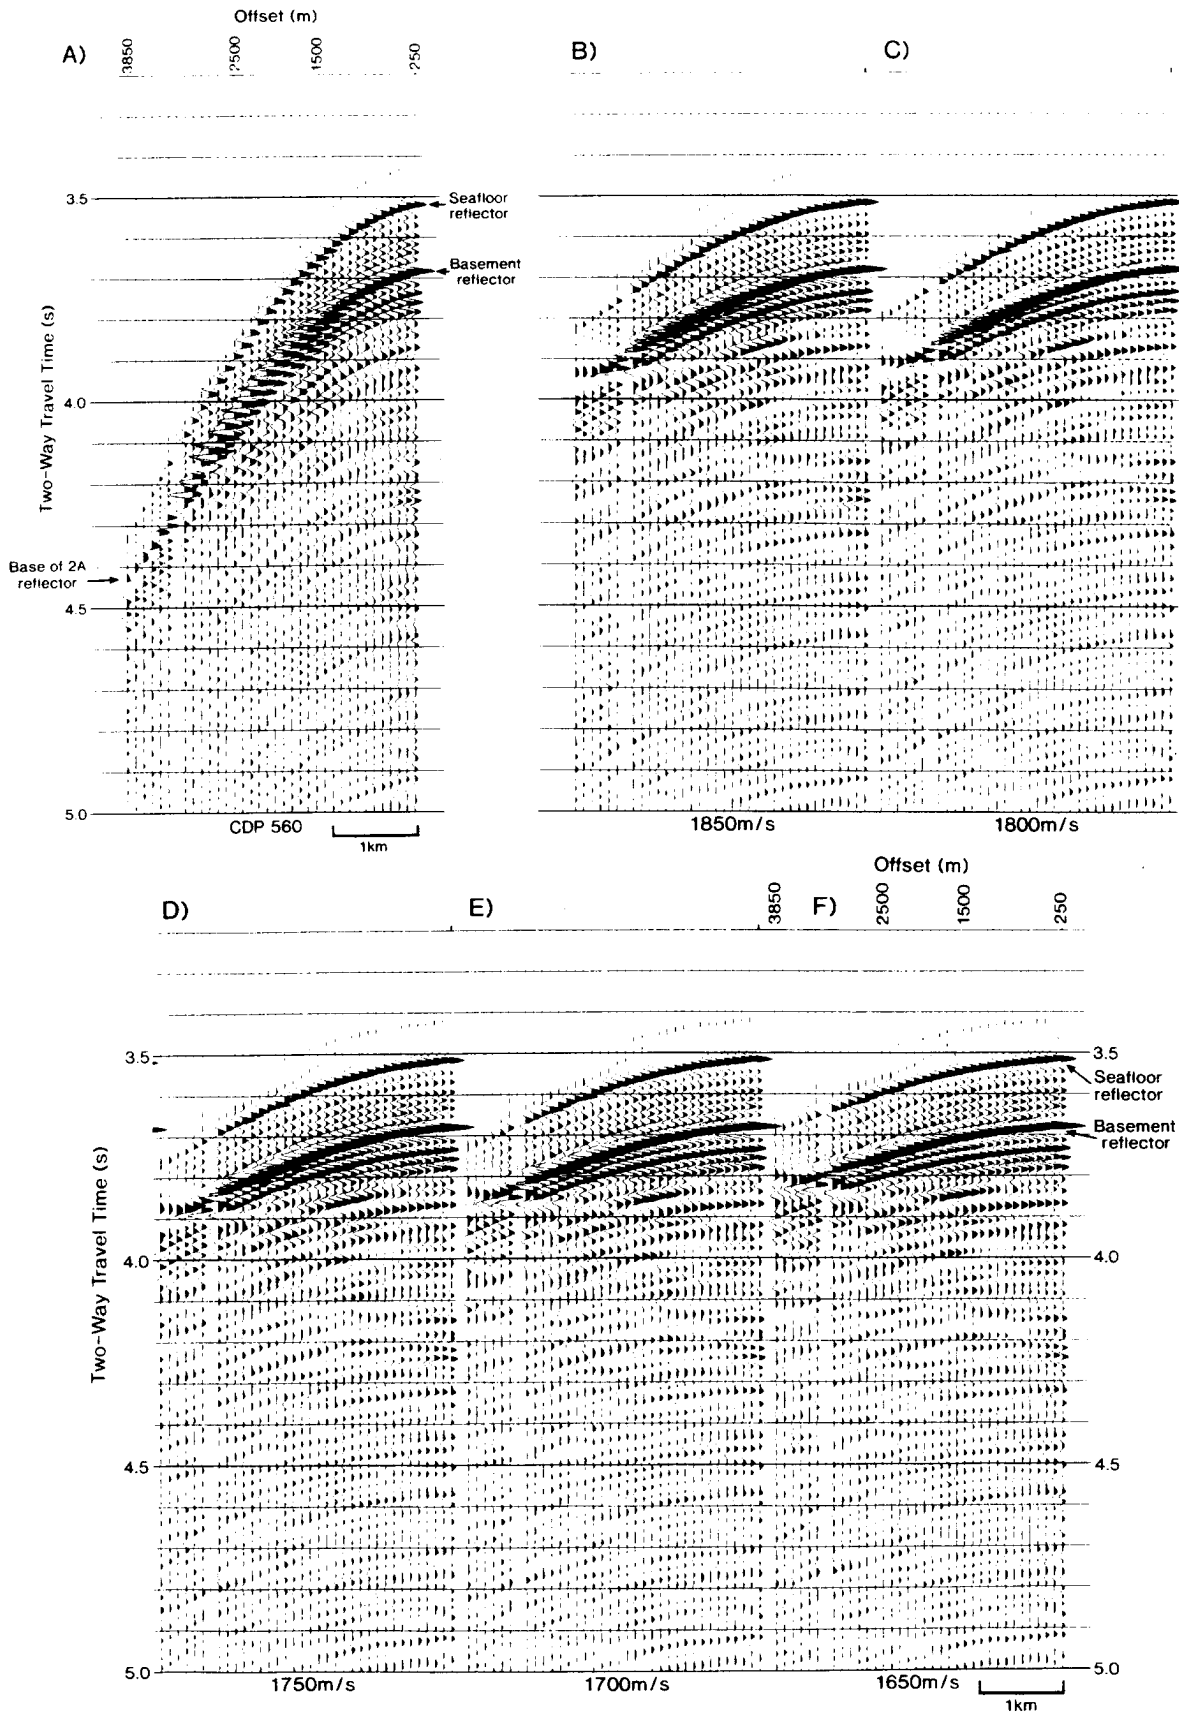 Offset (m)
A)
3850
2500
1500
250
B)
C)
3.5
Seafloor
reflector
Basement
reflector
Two-Way Travel Time (s)
4.0
Base of 2A
reflector
4.5
5.0
CDP 560
1km
1850m/s
1800m/s
Offset (m)
D)
E)
3850
F)
2500
1500
250
3.5
3.5
Seafloor
reflector
Basement
reflector
Two-Way Travel Time (s)
4.0
4.0
4.5
4.5
5.0
5.0
1750m/s
1700m/s
1650m/s
1km